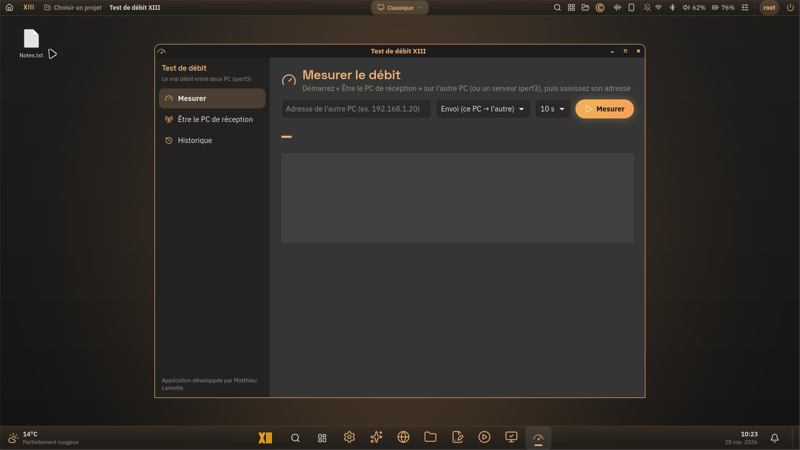 XIII Choisir un projet Test de débit XIII
Classique
62% 76% root
Notes.txt
Test de débit XIII
Test de débit
Le vrai débit entre deux PC (iperf3)
Mesurer
Être le PC de réception
Historique
Mesurer le débit
Démarrez « Être le PC de réception » sur l'autre PC (ou un serveur iperf3), puis saisissez son adresse
Adresse de l'autre PC (ex. 192.168.1.20)
Envoi (ce PC → l'autre)
10 s
Mesurer
Application développée par Matthieu
Lamotte
14°C
Partiellement nuageux
XIII
10:23
28 nov. 2026